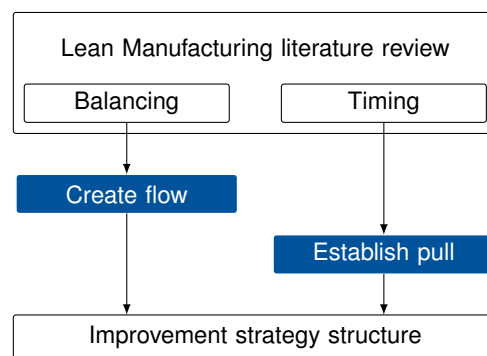 Lean Manufacturing literature review
Balancing
Timing
Create flow
Establish pull
Improvement strategy structure